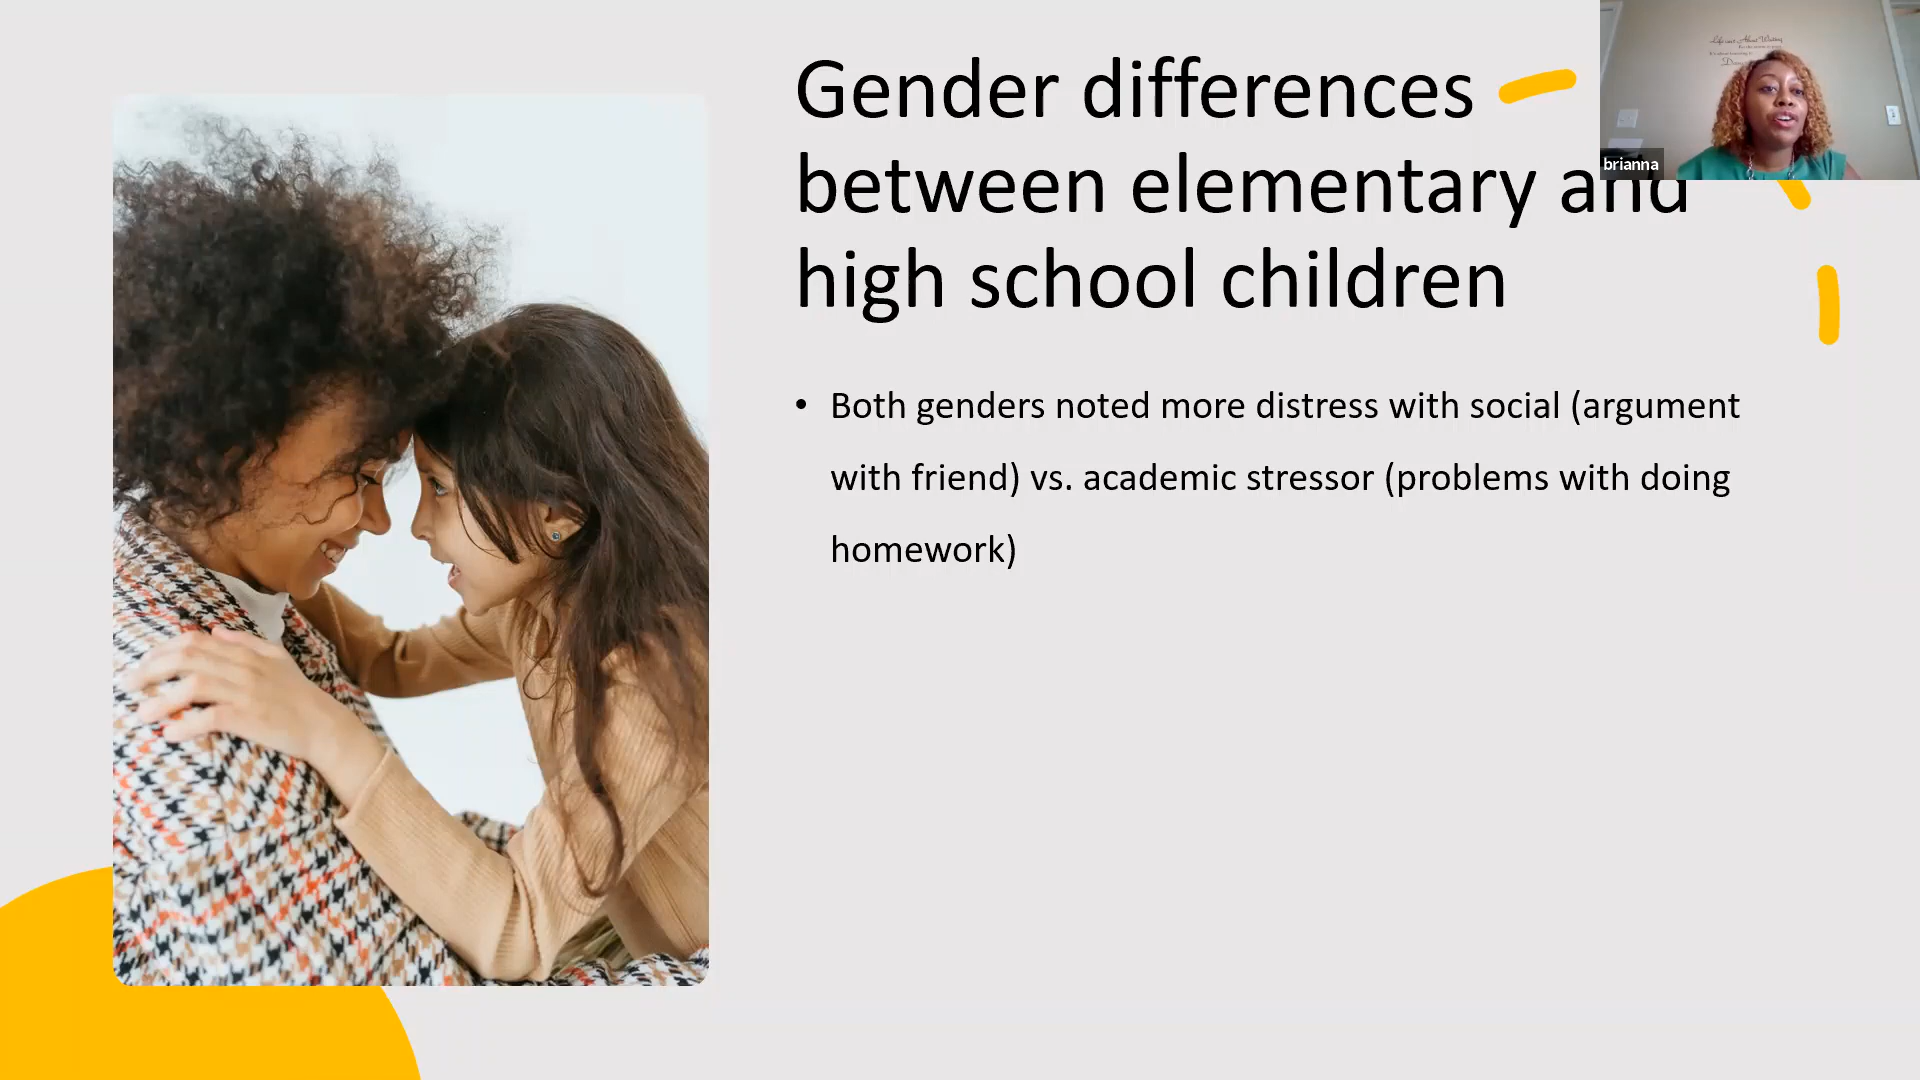 Gender differences
between elementary and
high school children
• Both genders noted more distress with social (argument
with friend) vs. academic stressor (problems with doing
homework)
brianna